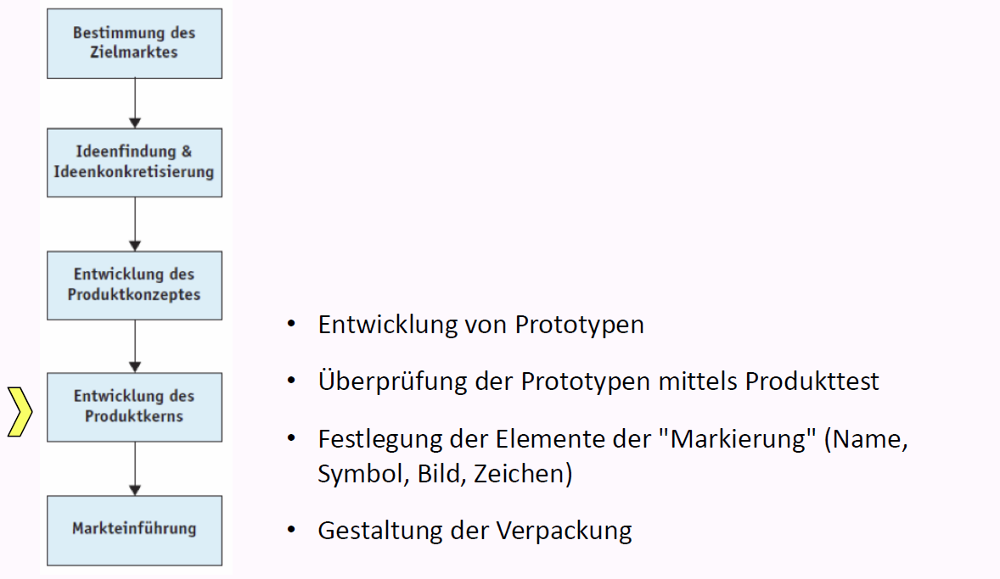 Bestimmung des
Zielmarktes
Ideenfindung &
Ideenkonkretisierung
Entwicklung des
Produktkonzeptes
Entwicklung des
Produktkerns
Markteinführung
• Entwicklung von Prototypen
• Überprüfung der Prototypen mittels Produkttest
• Festlegung der Elemente der "Markierung" (Name,
Symbol, Bild, Zeichen)
• Gestaltung der Verpackung